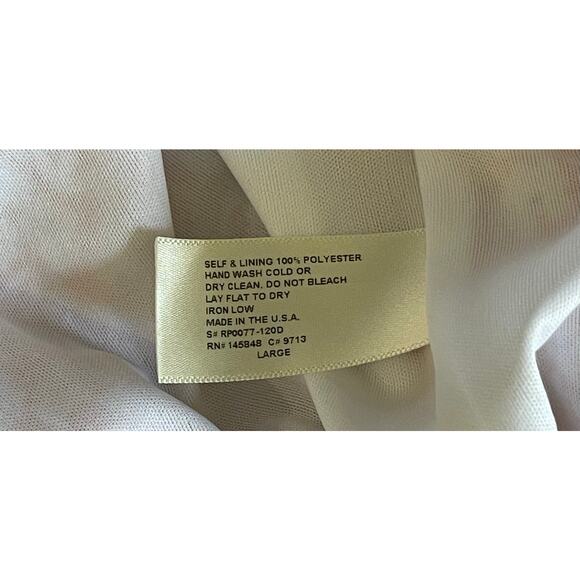 SELF & LINING 100% POLYESTER
HAND WASH COLD OR
DRY CLEAN. DO NOT BLEACH
LAY FLAT TO DRY
IRON LOW
MADE IN THE U.S.A.
S# RP0077-120D
RN# 145848 C# 9713
LARGE